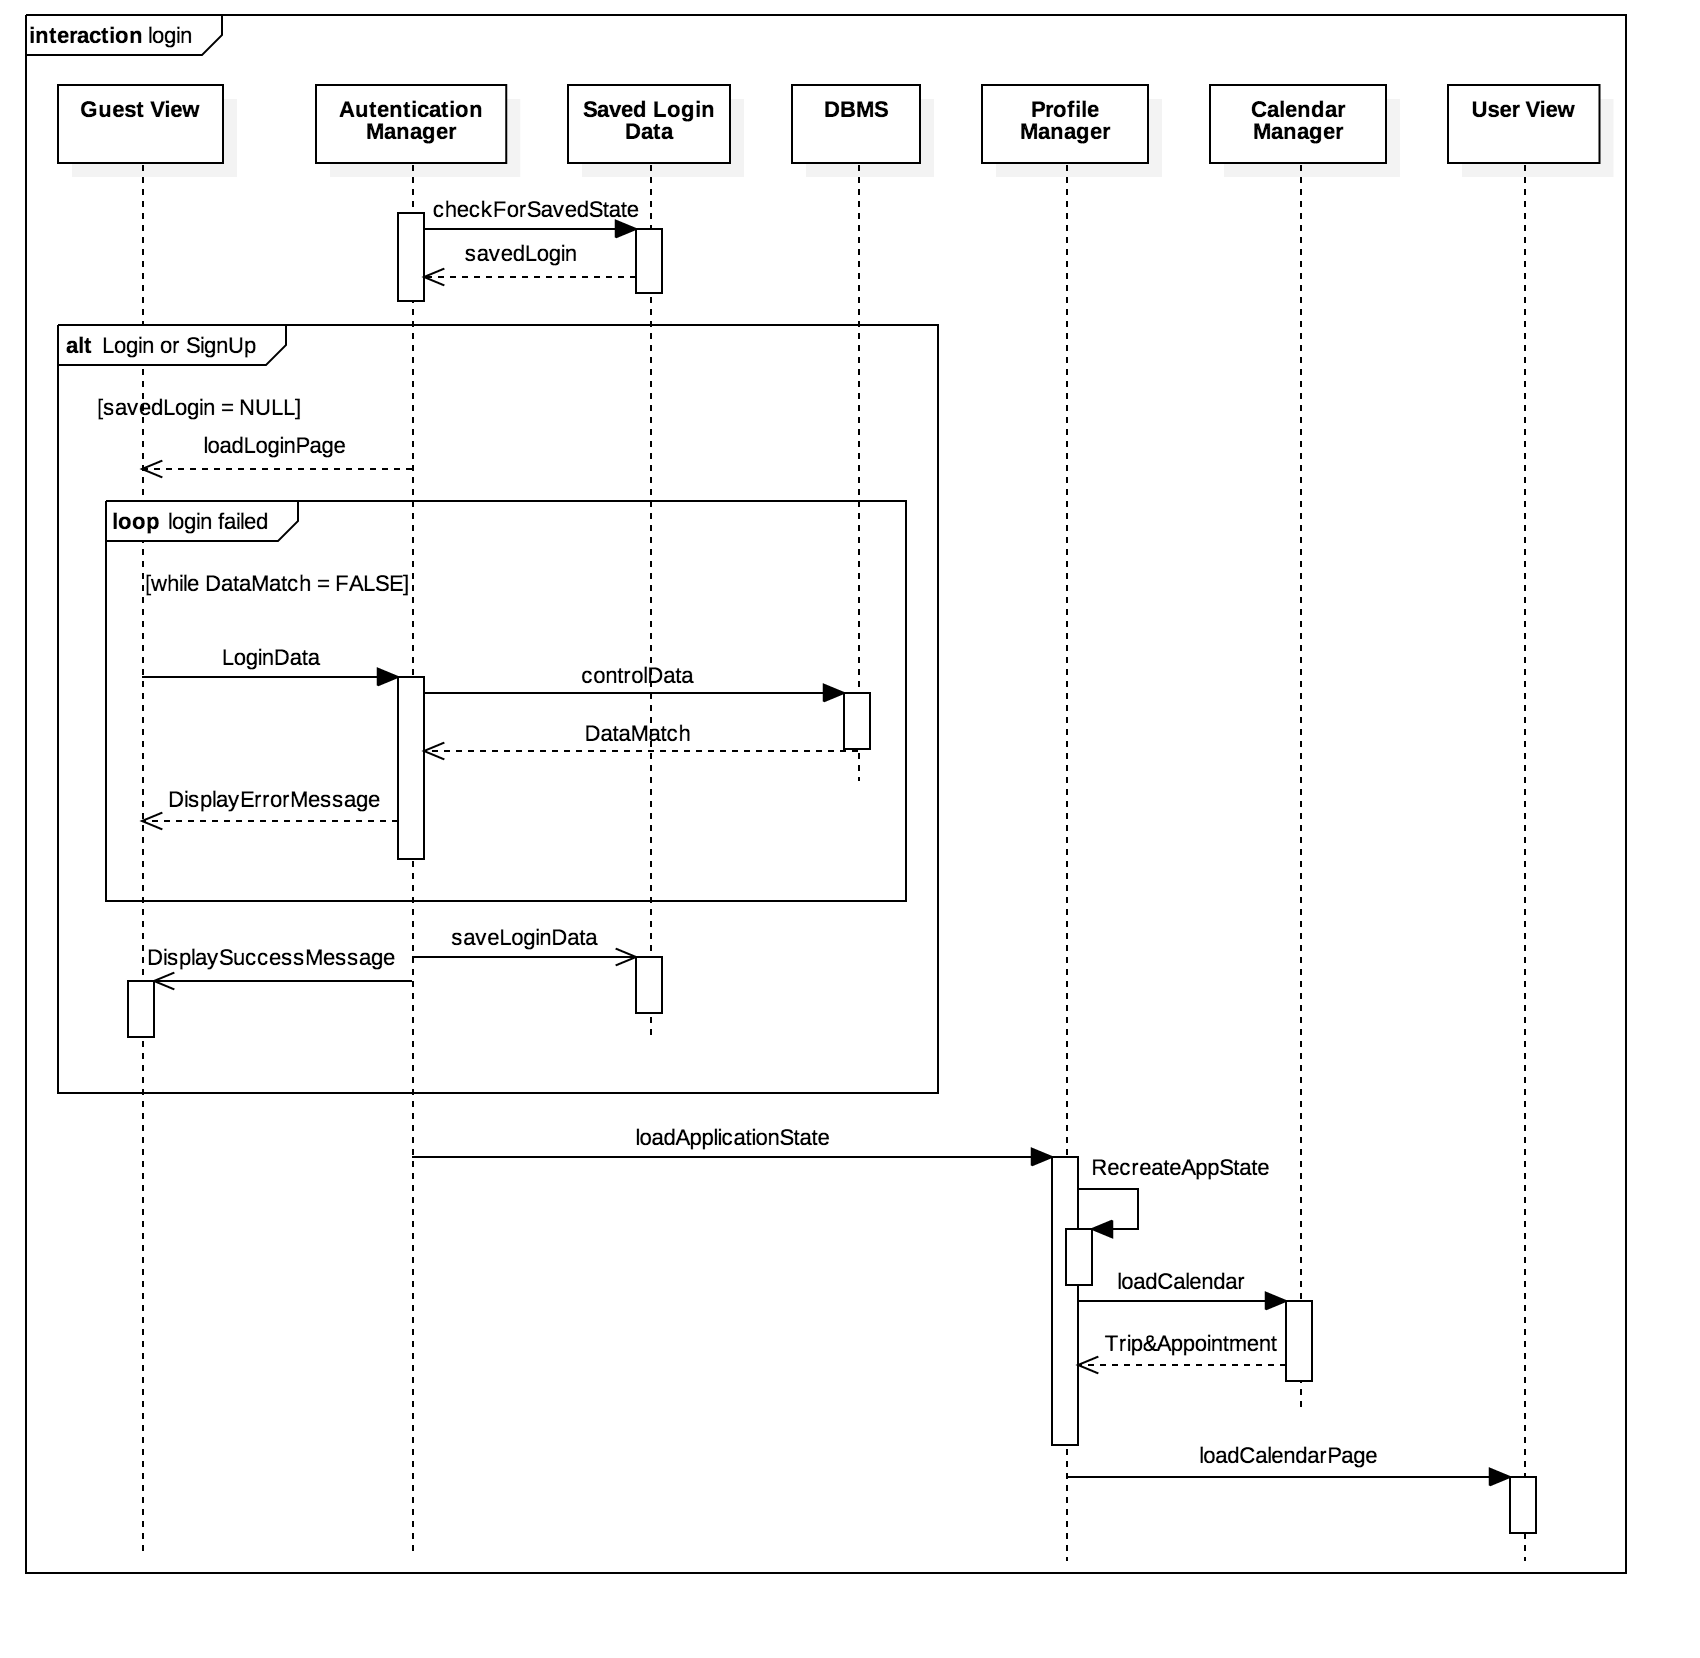 interaction login
Guest View
Autentication
Manager
Saved Login
Data
DBMS
Profile
Manager
Calendar
Manager
User View
checkForSavedState
savedLogin
alt Login or SignUp
[savedLogin = NULL]
loadLoginPage
loop login failed
[while DataMatch = FALSE]
LoginData
controlData
DataMatch
DisplayErrorMessage
saveLoginData
DisplaySuccessMessage
loadApplicationState
RecreateAppState
loadCalendar
Trip&Appointment
loadCalendarPage